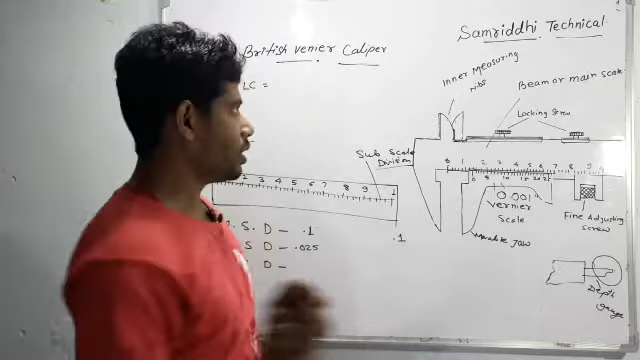 Samriddhi Technical
British venier Caliper
LC =
Inner Measuring
nibs
Beam or main scale
Locking Screw
Sub Scale
Division
0 1 2 3 4 5 6 7 8 9 1
2 3 4 5 6 7 8 9 1
0.001"
Vernier
Scale
Fine Adjusting
Screw
Movable Jaw
.1
S. D - .1
S D - .025
D -
Depth
gauge